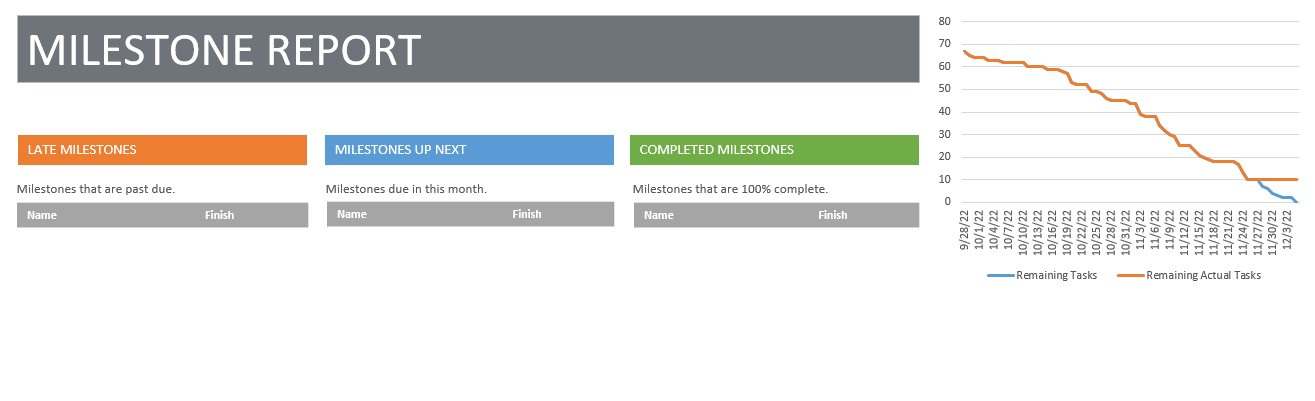 MILESTONE REPORT
LATE MILESTONES
Milestones that are past due.
Name Finish
MILESTONES UP NEXT
Milestones due in this month.
Name Finish
COMPLETED MILESTONES
Milestones that are 100% complete.
Name Finish
80
70
60
50
40
30
20
10
0
9/28/22
10/1/22
10/4/22
10/7/22
10/10/22
10/13/22
10/16/22
10/19/22
10/22/22
10/25/22
10/28/22
10/31/22
11/3/22
11/6/22
11/9/22
11/12/22
11/15/22
11/18/22
11/21/22
11/24/22
11/27/22
11/30/22
12/3/22
Remaining Tasks
Remaining Actual Tasks